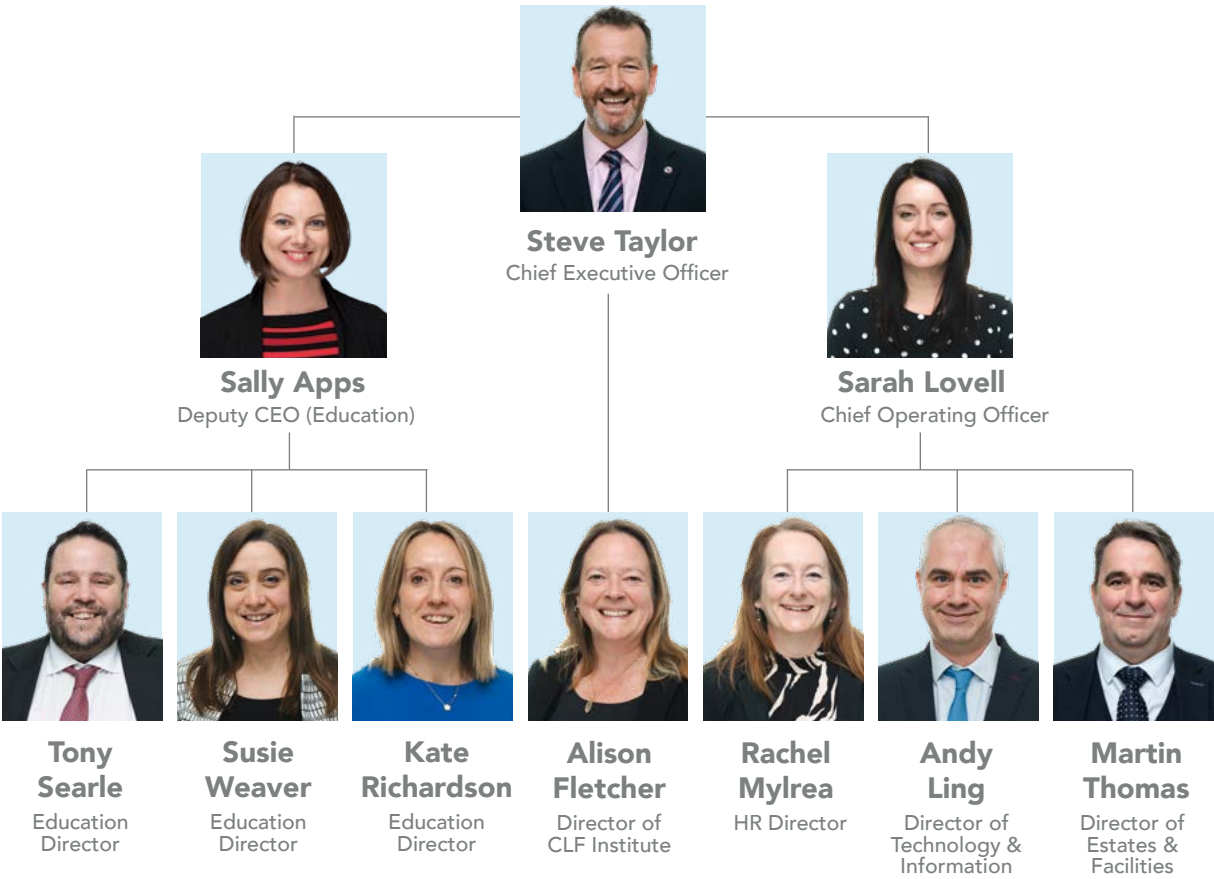 Steve Taylor
Chief Executive Officer
Sally Apps
Deputy CEO (Education)
Sarah Lovell
Chief Operating Officer
Tony
Searle
Education
Director
Susie
Weaver
Education
Director
Kate
Richardson
Education
Director
Alison
Fletcher
Director of
CLF Institute
Rachel
Mylrea
HR Director
Andy
Ling
Director of
Technology &
Information
Martin
Thomas
Director of
Estates &
Facilities